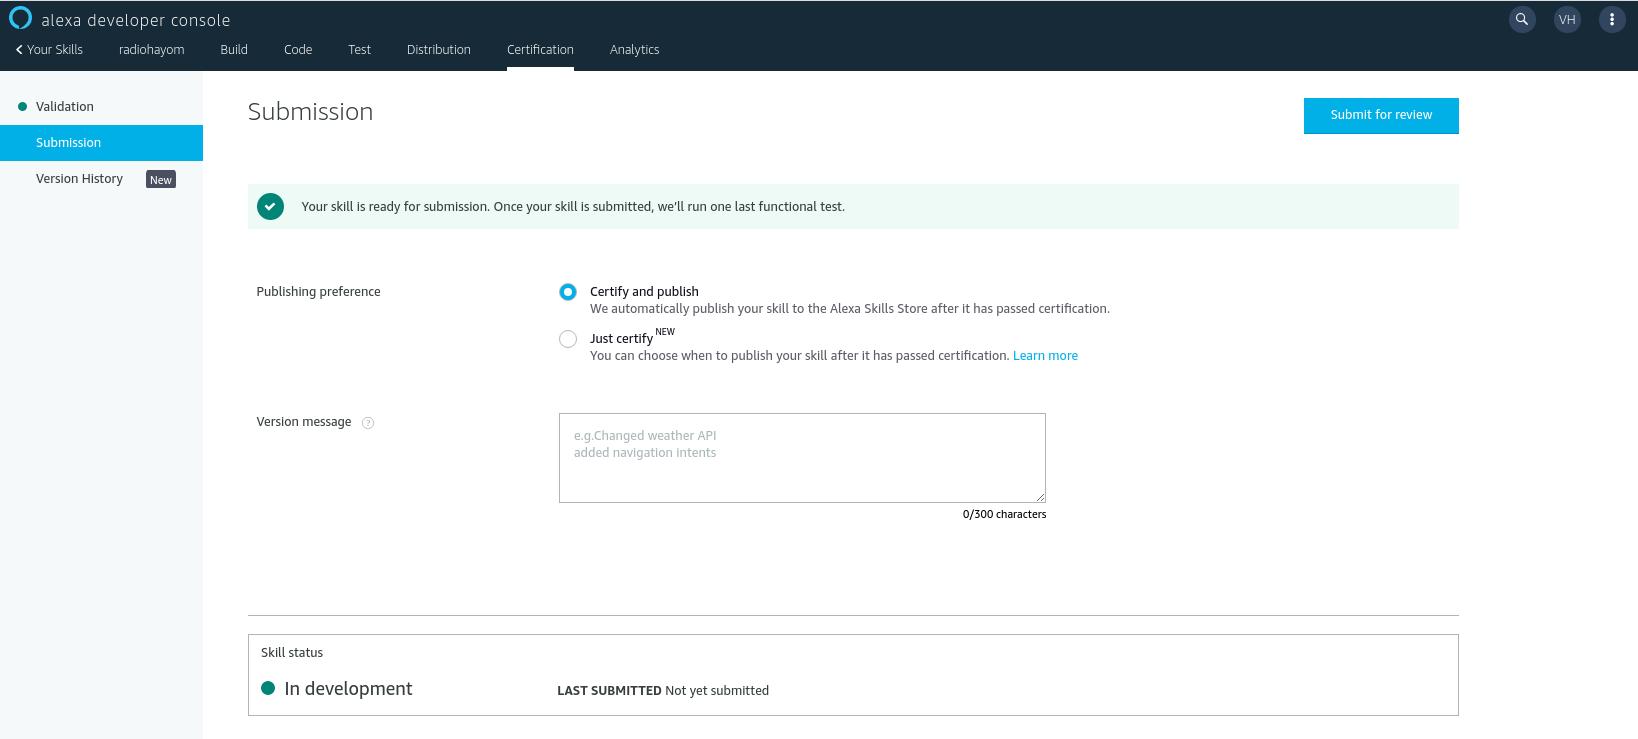 alexa developer console
VH
Your Skills radiohayom Build Code Test Distribution Certification Analytics
Validation
Submission
Version History New
Submission
Submit for review
Your skill is ready for submission. Once your skill is submitted, we'll run one last functional test.
Publishing preference
Certify and publish
We automatically publish your skill to the Alexa Skills Store after it has passed certification.
Just certify NEW
You can choose when to publish your skill after it has passed certification. Learn more
Version message ?
e.g.Changed weather API
added navigation intents
0/300 characters
Skill status
In development
LAST SUBMITTED Not yet submitted